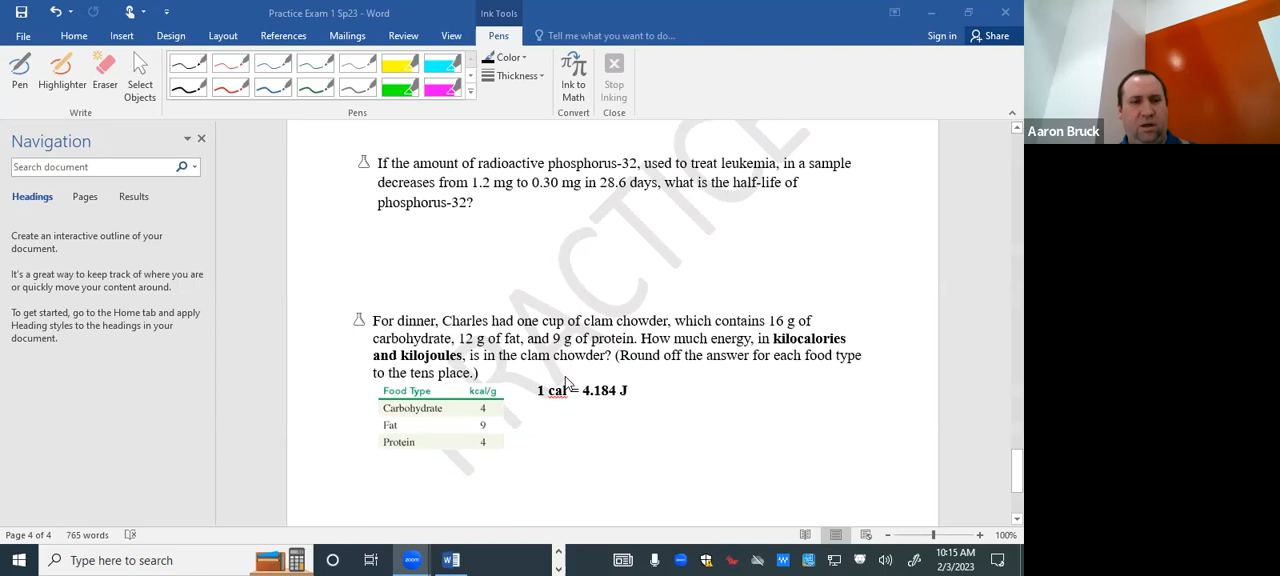 Practice Exam 1 Sp23 - Word
Ink Tools
File
Home
Insert
Design
Layout
References
Mailings
Review
View
Pens
Tell me what you want to do...
Sign in
Share
Pen
Highlighter
Eraser
Select Objects
Color
Thickness
Ink to Math
Stop Inking
Write
Pens
Convert
Close
Aaron Bruck
Navigation
Search document
Headings
Pages
Results
Create an interactive outline of your
document.
It's a great way to keep track of where you are
or quickly move your content around.
To get started, go to the Home tab and apply
Heading styles to the headings in your
document.
PRACTICE
If the amount of radioactive phosphorus-32, used to treat leukemia, in a sample
decreases from 1.2 mg to 0.30 mg in 28.6 days, what is the half-life of
phosphorus-32?
For dinner, Charles had one cup of clam chowder, which contains 16 g of
carbohydrate, 12 g of fat, and 9 g of protein. How much energy, in kilocalories
and kilojoules, is in the clam chowder? (Round off the answer for each food type
to the tens place.)
1 cal = 4.184 J
Food Type kcal/g
Carbohydrate 4
Fat 9
Protein 4
Page 4 of 4
765 words
100%
Type here to search
zoom
10:15 AM
2/3/2023